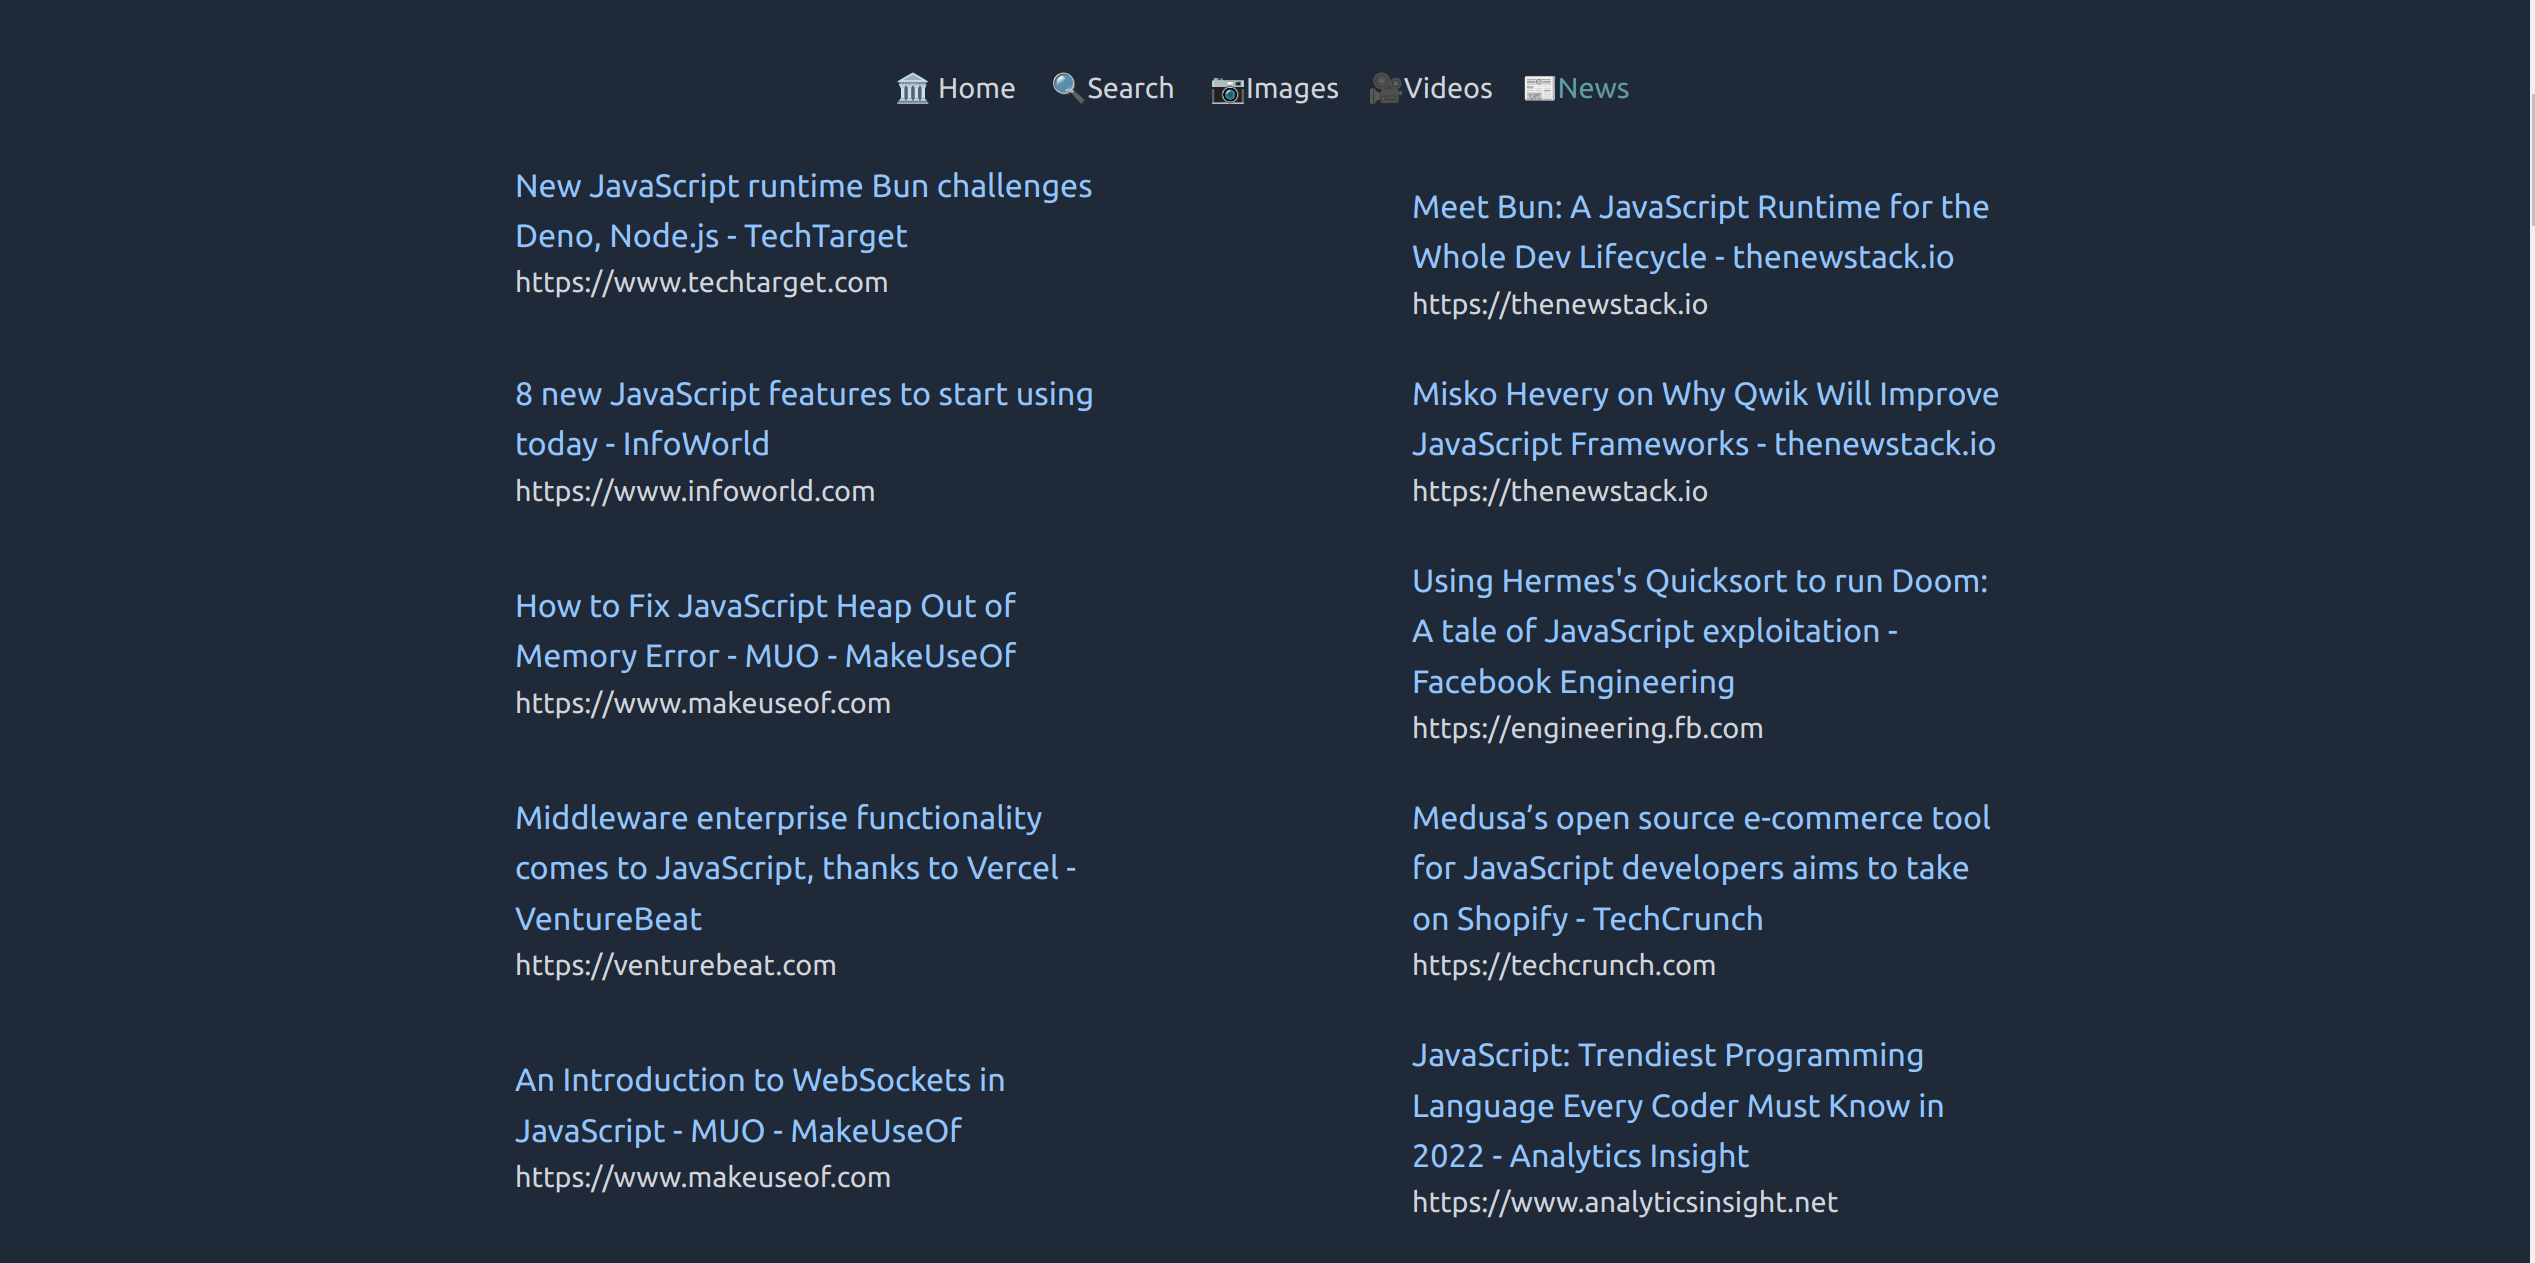 Home Search Images Videos News
New JavaScript runtime Bun challenges
Deno, Node.js - TechTarget
https://www.techtarget.com
8 new JavaScript features to start using
today - InfoWorld
https://www.infoworld.com
How to Fix JavaScript Heap Out of
Memory Error - MUO - MakeUseOf
https://www.makeuseof.com
Middleware enterprise functionality
comes to JavaScript, thanks to Vercel -
VentureBeat
https://venturebeat.com
An Introduction to WebSockets in
JavaScript - MUO - MakeUseOf
https://www.makeuseof.com
Meet Bun: A JavaScript Runtime for the
Whole Dev Lifecycle - thenewstack.io
https://thenewstack.io
Misko Hevery on Why Qwik Will Improve
JavaScript Frameworks - thenewstack.io
https://thenewstack.io
Using Hermes's Quicksort to run Doom:
A tale of JavaScript exploitation -
Facebook Engineering
https://engineering.fb.com
Medusa’s open source e-commerce tool
for JavaScript developers aims to take
on Shopify - TechCrunch
https://techcrunch.com
JavaScript: Trendiest Programming
Language Every Coder Must Know in
2022 - Analytics Insight
https://www.analyticsinsight.net